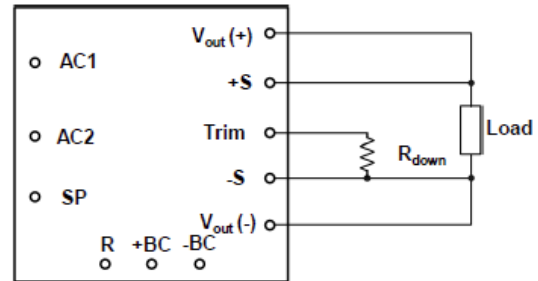 Vout (+)
AC1
+S
Trim
AC2
Load
Rdown
-S
SP
Vout (-)
R +BC -BC